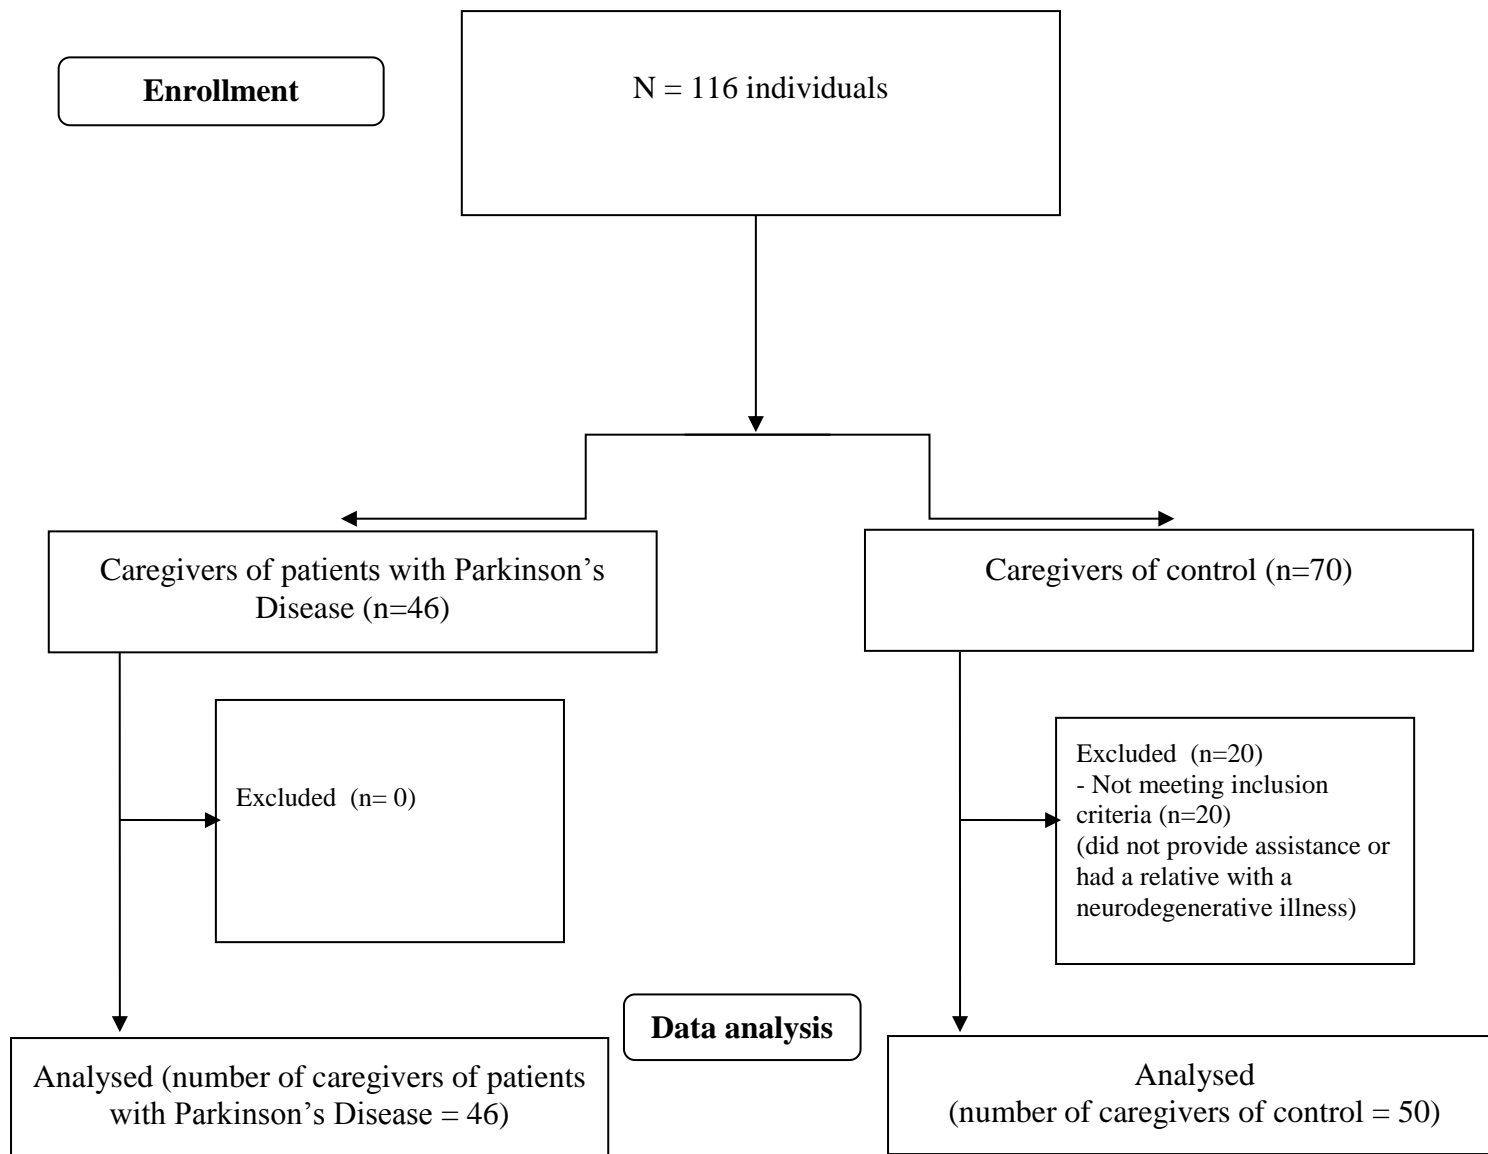 Enrollment
N = 116 individuals
Caregivers of patients with Parkinson’s
Disease (n=46)
Caregivers of control (n=70)
Excluded  (n= 0)
Excluded  (n=20)
- Not meeting inclusion
criteria (n=20)
(did not provide assistance or
had a relative with a
neurodegenerative illness)
Data analysis
Analysed (number of caregivers of patients
with Parkinson’s Disease = 46)
Analysed
(number of caregivers of control = 50)